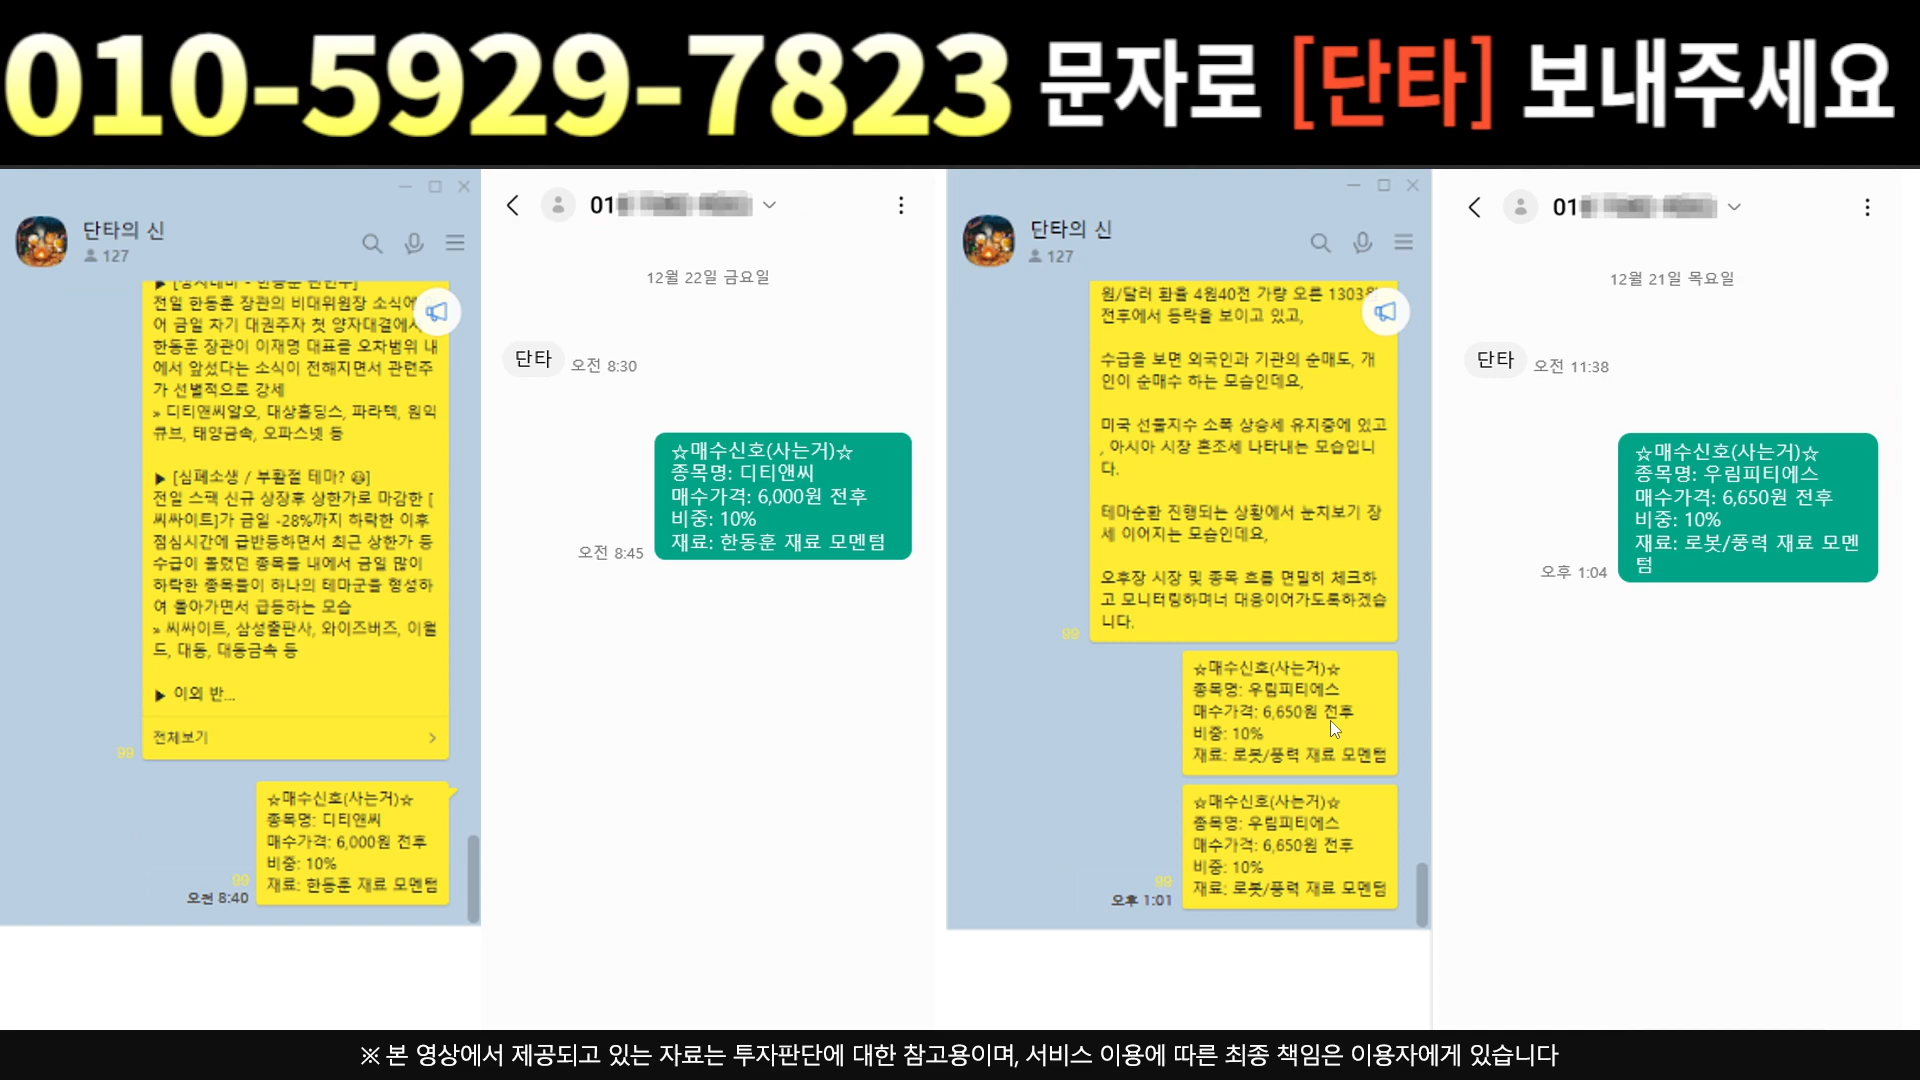 010-5929-7823 문자로 [단타] 보내주세요
단타의 신
127
전일 한동훈 장관의 비대위원장 소식에
어 금일 차기 대권주자 첫 양자대결에서
한동훈 장관이 이재명 대표를 오차범위 내
에서 앞섰다는 소식이 전해지면서 관련주
가 선별적으로 강세
» 디티앤씨알오, 대상홀딩스, 파라텍, 원익
큐브, 태양금속, 오파스넷 등
▶ [심폐소생 / 부활절 테마? 😆]
전일 스팩 신규 상장후 상한가로 마감한 [
씨싸이트]가 금일 -28%까지 하락한 이후
점심시간에 급반등하면서 최근 상한가 등
수급이 몰렸던 종목들 내에서 금일 많이
하락한 종목들이 하나의 테마군을 형성하
여 돌아가면서 급등하는 모습
» 씨싸이트, 삼성출판사, 와이즈버즈, 이월
드, 대동, 대동금속 등
▶ 이외 반...
전체보기
99
☆매수신호(사는거)☆
종목명: 디티앤씨
매수가격: 6,000원 전후
비중: 10%
재료: 한동훈 재료 모멘텀
99
오전 8:40
01
12월 22일 금요일
단타
오전 8:30
☆매수신호(사는거)☆
종목명: 디티앤씨
매수가격: 6,000원 전후
비중: 10%
재료: 한동훈 재료 모멘텀
오전 8:45
단타의 신
127
원/달러 환율 4원40전 가량 오른 1303원
전후에서 등락을 보이고 있고,
수급을 보면 외국인과 기관의 순매도, 개
인이 순매수 하는 모습인데요,
미국 선물지수 소폭 상승세 유지중에 있고
, 아시아 시장 혼조세 나타내는 모습입니
다.
테마순환 진행되는 상황에서 눈치보기 장
세 이어지는 모습인데요,
오후장 시장 및 종목 흐름 면밀히 체크하
고 모니터링하며너 대응이어가도록하겠습
니다.
99
☆매수신호(사는거)☆
종목명: 우림피티에스
매수가격: 6,650원 전후
비중: 10%
재료: 로봇/풍력 재료 모멘텀
☆매수신호(사는거)☆
종목명: 우림피티에스
매수가격: 6,650원 전후
비중: 10%
재료: 로봇/풍력 재료 모멘텀
99
오후 1:01
01
12월 21일 목요일
단타
오전 11:38
☆매수신호(사는거)☆
종목명: 우림피티에스
매수가격: 6,650원 전후
비중: 10%
재료: 로봇/풍력 재료 모멘
텀
오후 1:04
※ 본 영상에서 제공되고 있는 자료는 투자판단에 대한 참고용이며, 서비스 이용에 따른 최종 책임은 이용자에게 있습니다